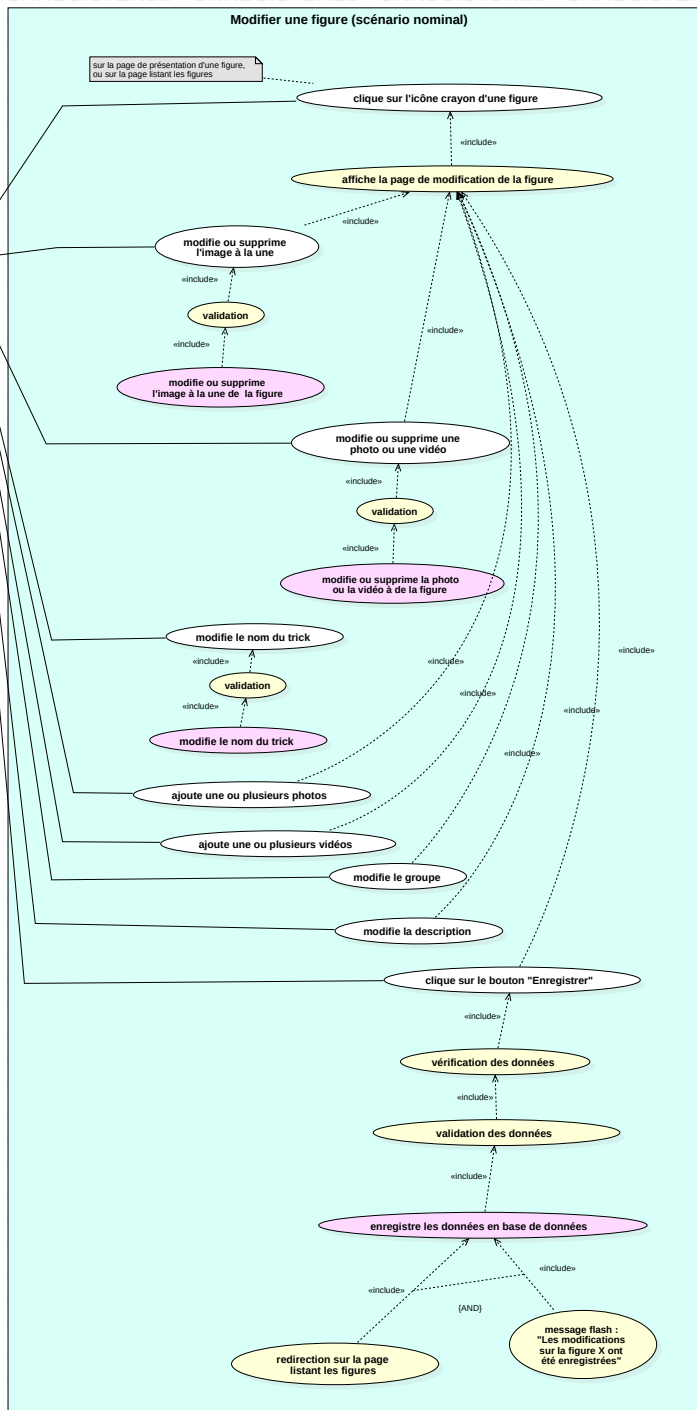 Modifier une figure (scénario nominal)
sur la page de présentation d'une figure,
ou sur la page listant les figures
clique sur l'icône crayon d'une figure
«include»
affiche la page de modification de la figure
«include»
modifie ou supprime
l'image à la une
«include»
validation
«include»
«include»
modifie ou supprime
l'image à la une de la figure
modifie ou supprime une
photo ou une vidéo
«include»
validation
«include»
modifie ou supprime la photo
ou la vidéo à de la figure
modifie le nom du trick
«include»
«include»
«include»
validation
«include»
«include»
«include»
modifie le nom du trick
«include»
ajoute une ou plusieurs photos
ajoute une ou plusieurs vidéos
modifie le groupe
modifie la description
clique sur le bouton "Enregistrer"
«include»
vérification des données
«include»
validation des données
«include»
enregistre les données en base de données
«include»
«include»
{AND}
message flash :
"Les modifications
sur la figure X ont
été enregistrées"
redirection sur la page
listant les figures